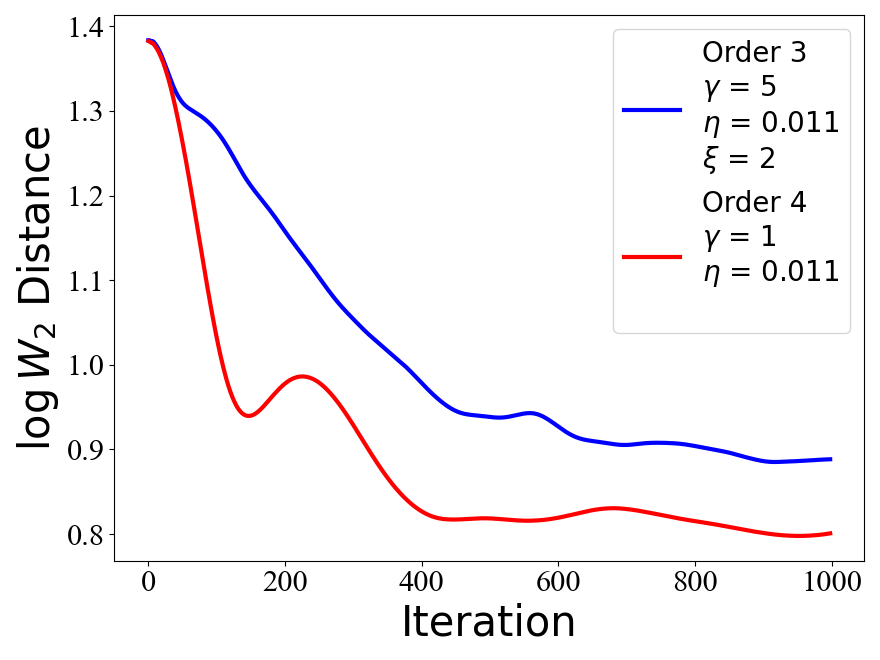 1.4
1.3
1.2
1.1
1.0
0.9
0.8
log W₂ Distance
0 200 400 600 800 1000
Iteration
Order 3
γ = 5
η = 0.011
ξ = 2
Order 4
γ = 1
η = 0.011